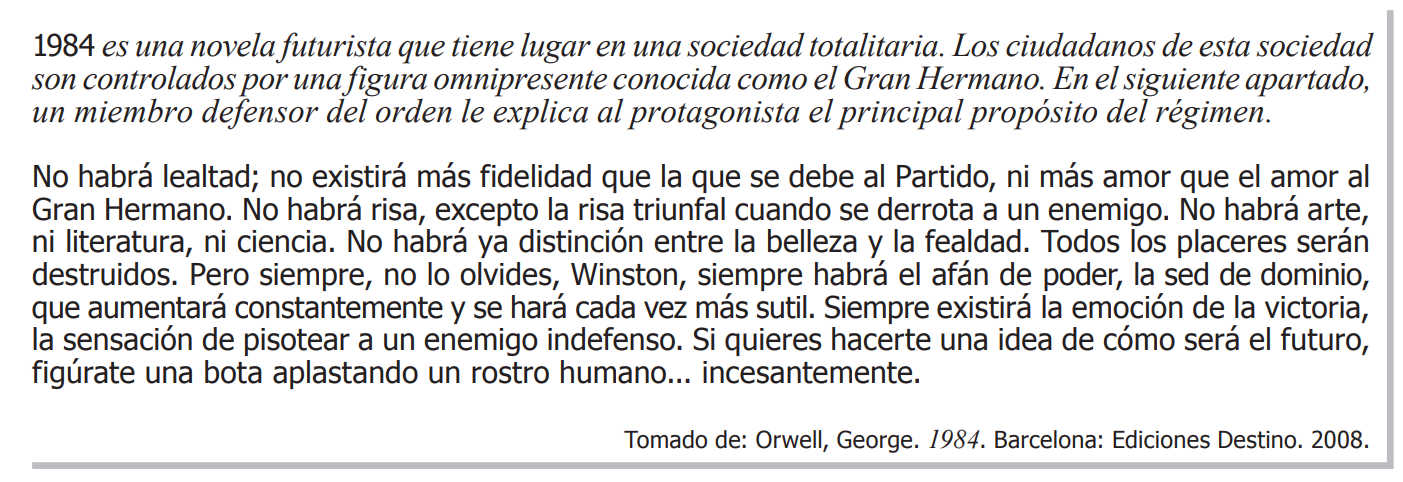 1984 es una novela futurista que tiene lugar en una sociedad totalitaria. Los ciudadanos de esta sociedad
son controlados por una figura omnipresente conocida como el Gran Hermano. En el siguiente apartado,
un miembro defensor del orden le explica al protagonista el principal propósito del régimen.
No habrá lealtad; no existirá más fidelidad que la que se debe al Partido, ni más amor que el amor al
Gran Hermano. No habrá risa, excepto la risa triunfal cuando se derrota a un enemigo. No habrá arte,
ni literatura, ni ciencia. No habrá ya distinción entre la belleza y la fealdad. Todos los placeres serán
destruidos. Pero siempre, no lo olvides, Winston, siempre habrá el afán de poder, la sed de dominio,
que aumentará constantemente y se hará cada vez más sutil. Siempre existirá la emoción de la victoria,
la sensación de pisotear a un enemigo indefenso. Si quieres hacerte una idea de cómo será el futuro,
figúrate una bota aplastando un rostro humano... incesantemente.
Tomado de: Orwell, George. 1984. Barcelona: Ediciones Destino. 2008.